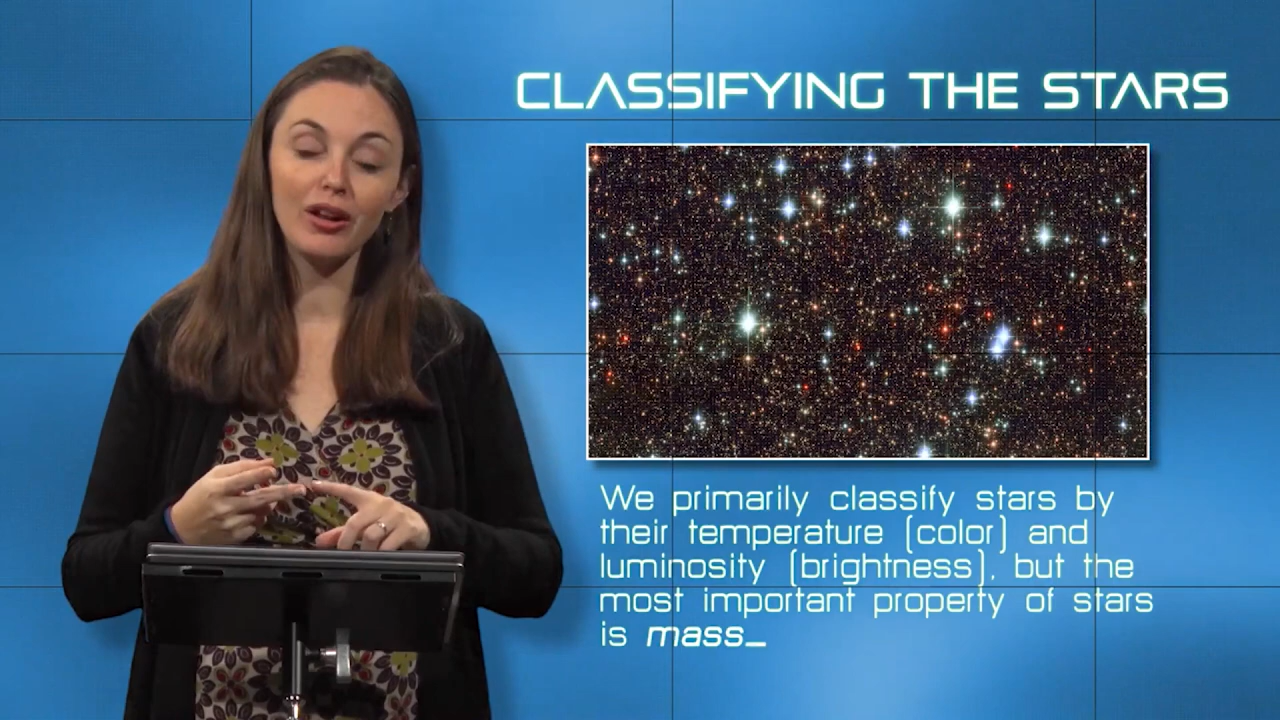 CLASSIFYING THE STARS
We primarily classify stars by
their temperature (color) and
luminosity (brightness), but the
most important property of stars
is mass_